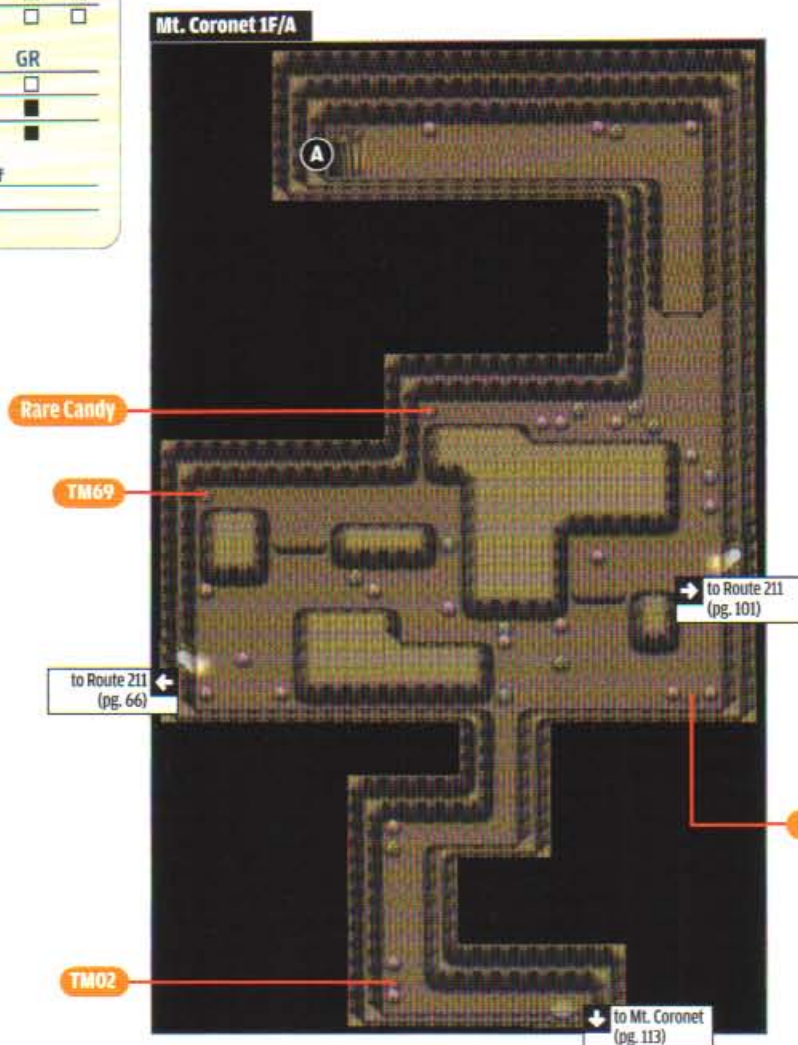 Mt. Coronet 1F/A
GR
A
Rare Candy
TM69
→ to Route 211
(pg. 101)
to Route 211 ←
(pg. 66)
TM02
↓ to Mt. Coronet
(pg. 113)